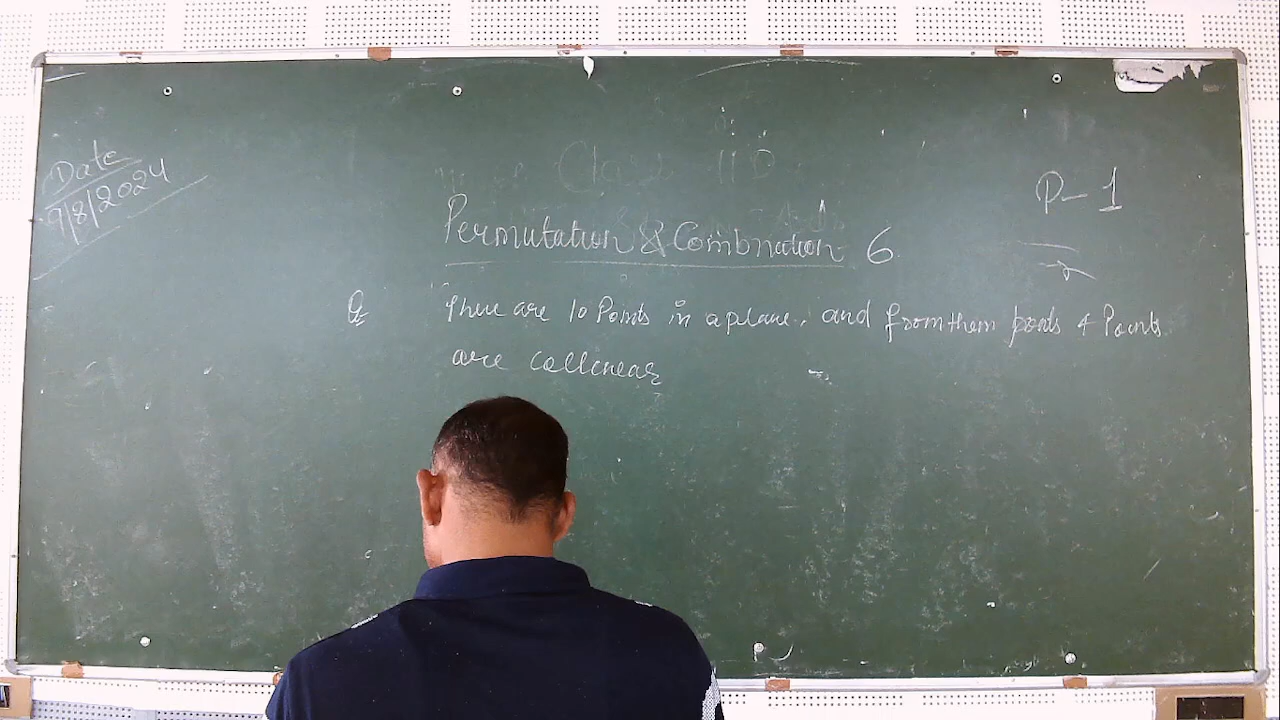 Date
9/8/2024
Class 11 D
P-1
Permutation & Combination 6
Q There are 10 Points in a plane, and from them points 4 Points
are collinear